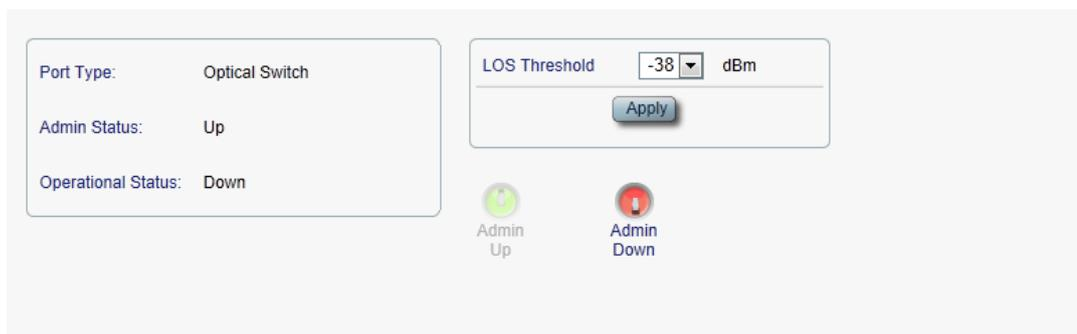 Port Type: Optical Switch
Admin Status: Up
Operational Status: Down
LOS Threshold -38 dBm
Apply
Admin
Up
Admin
Down